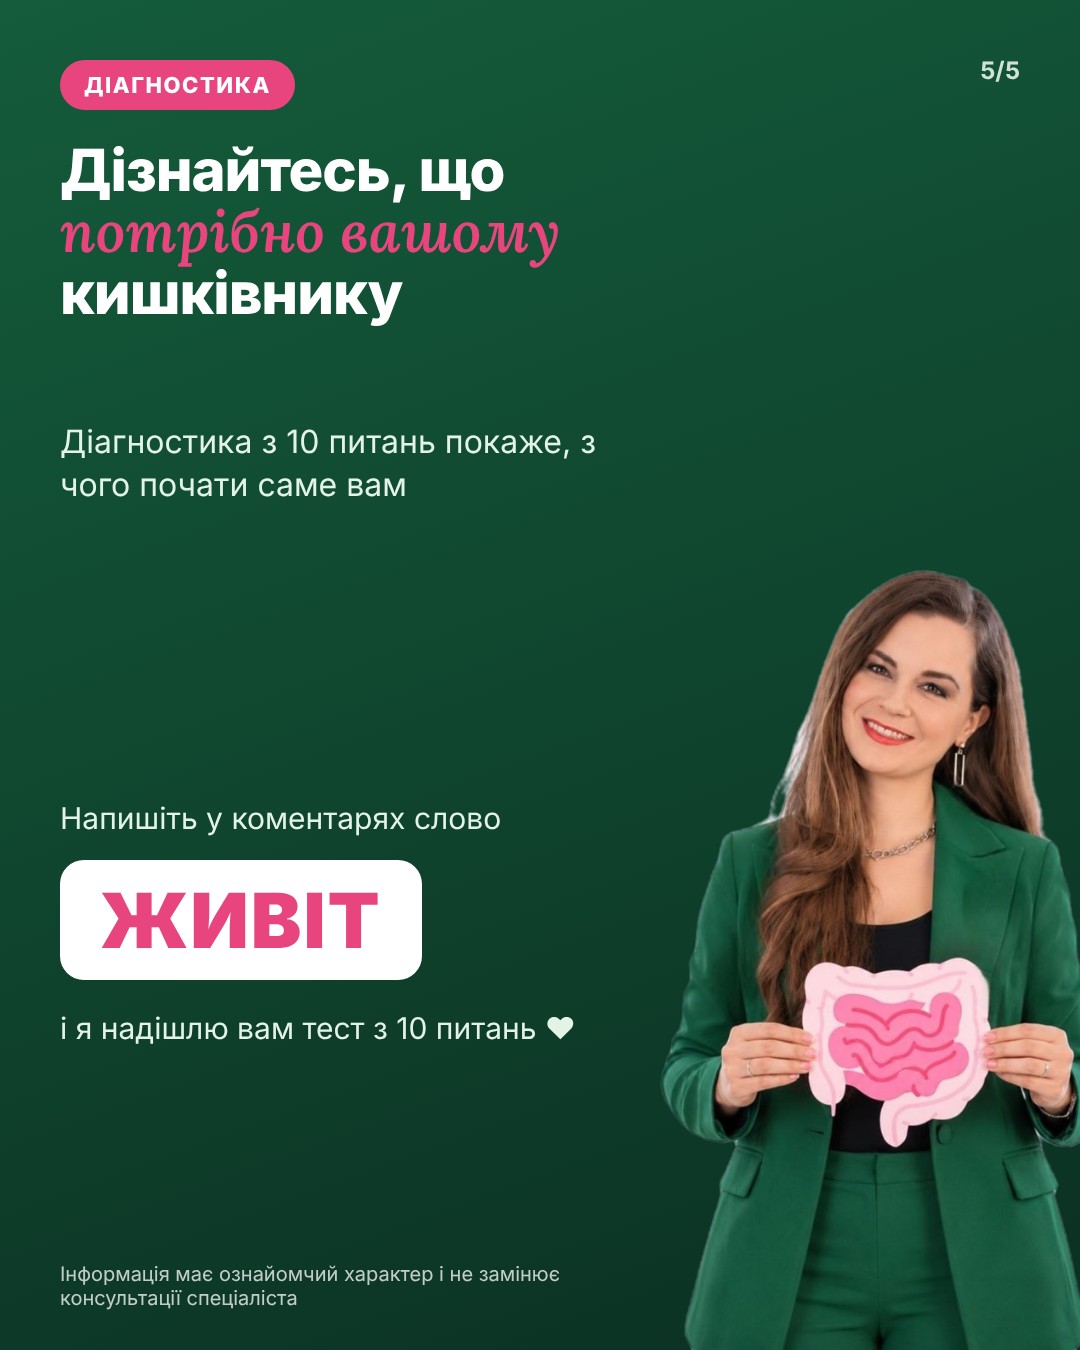 ДІАГНОСТИКА
5/5
Дізнайтесь, що
потрібно вашому
кишківнику
Діагностика з 10 питань покаже, з
чого почати саме вам
Напишіть у коментарях слово
ЖИВІТ
і я надішлю вам тест з 10 питань ♥
Інформація має ознайомчий характер і не замінює
консультації спеціаліста